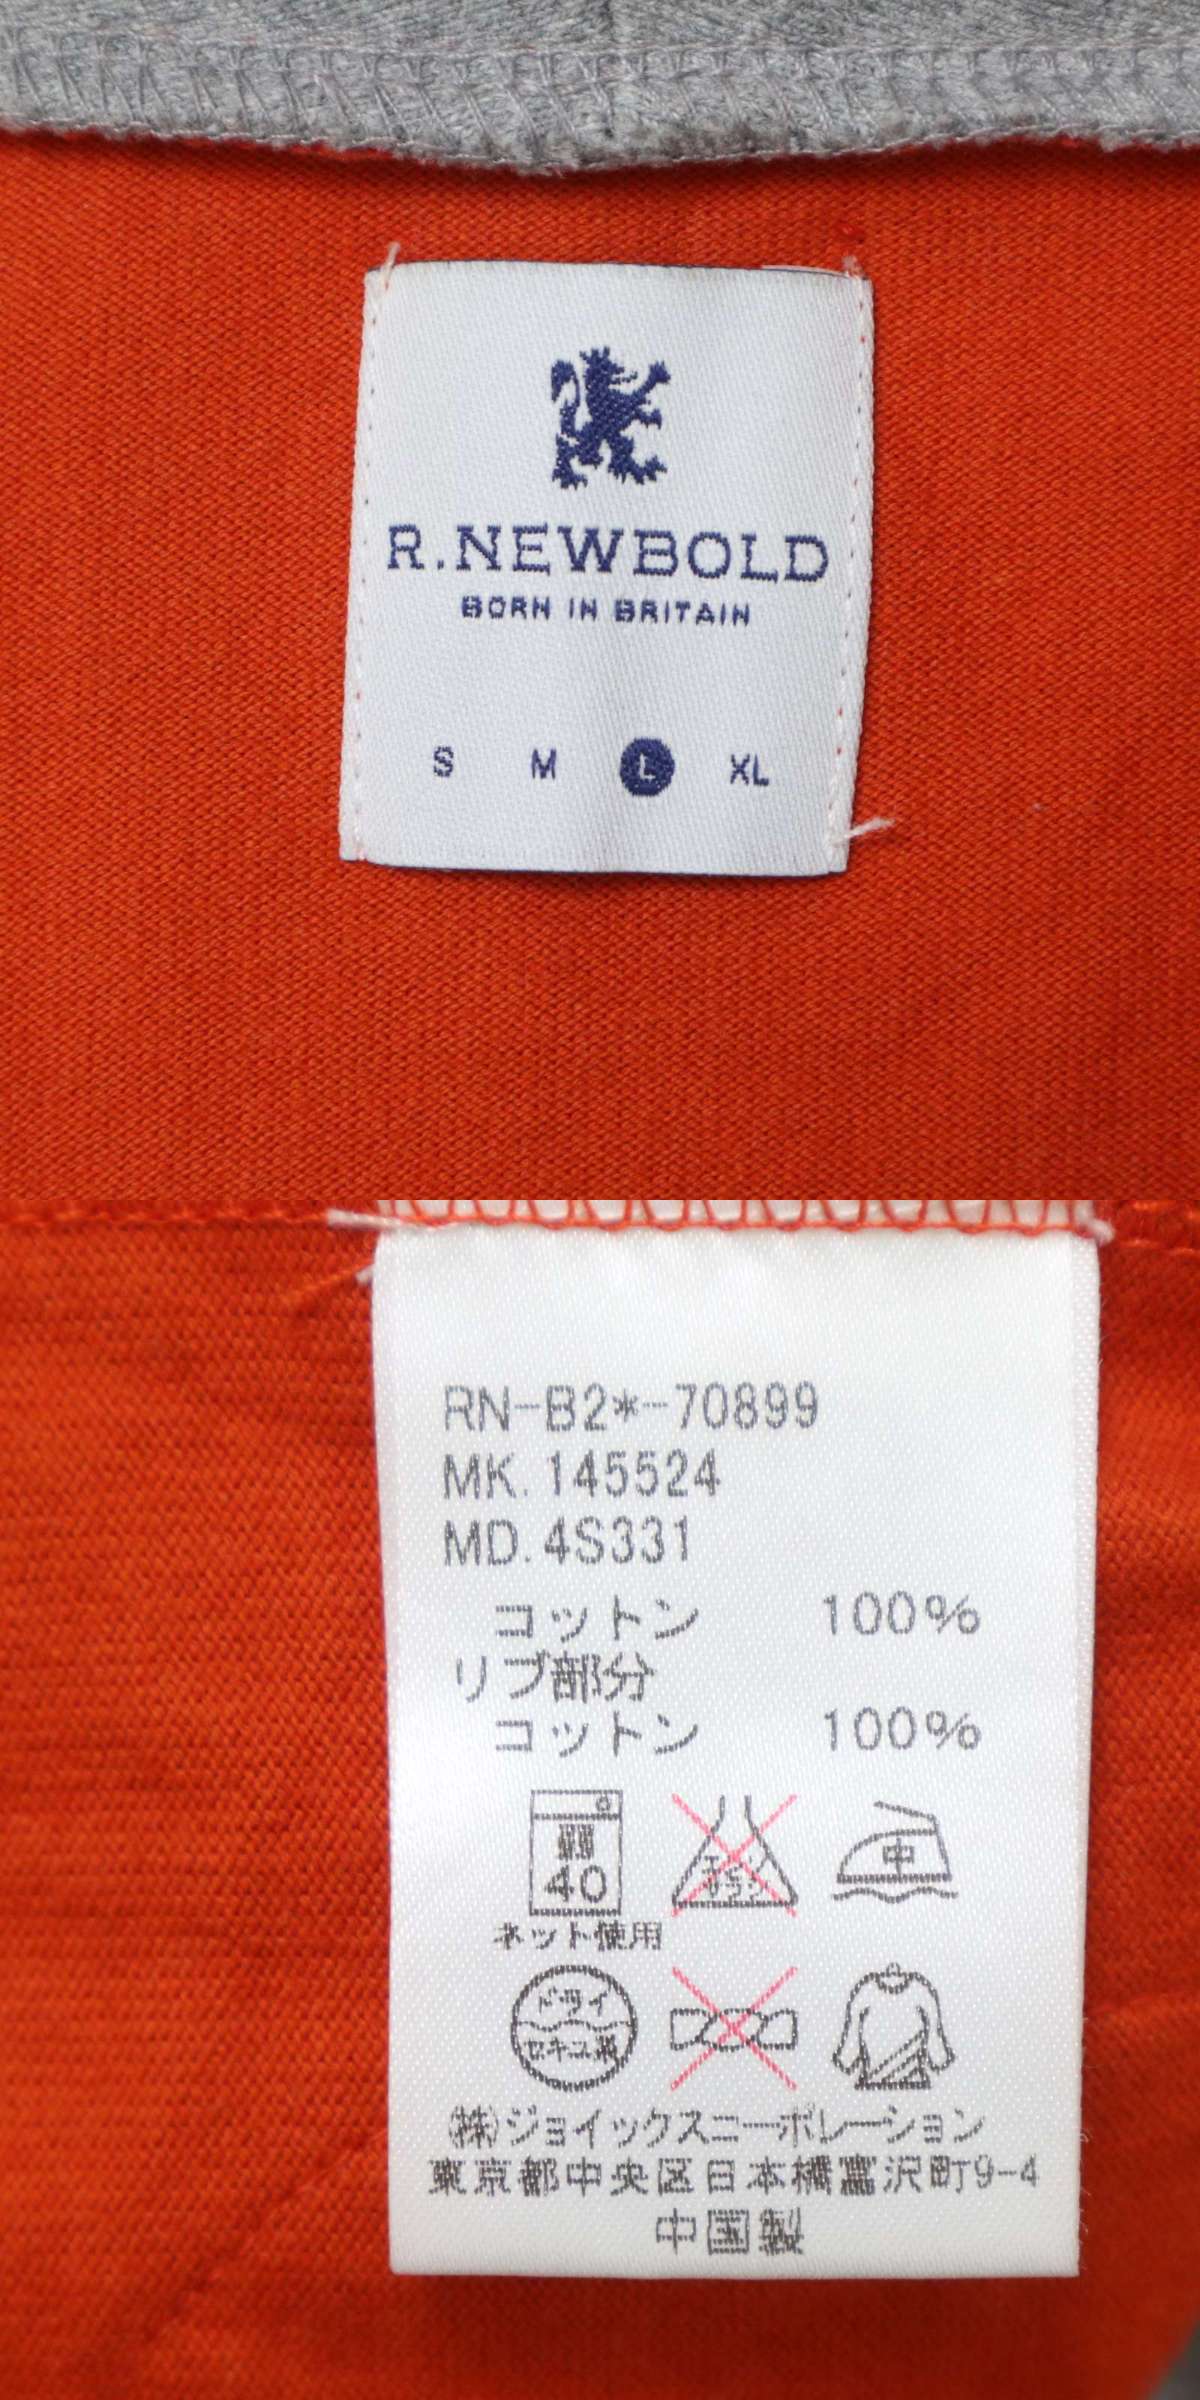 R.NEWBOLD
BORN IN BRITAIN
S M L XL
RN-B2*-70899
MK.145524
MD.4S331
コットン 100%
リブ部分
コットン 100%
40
中
ネット使用
ドライ
セキユ系
(株)ジョイックスコーポレーション
東京都中央区日本橋富沢町9-4
中国製